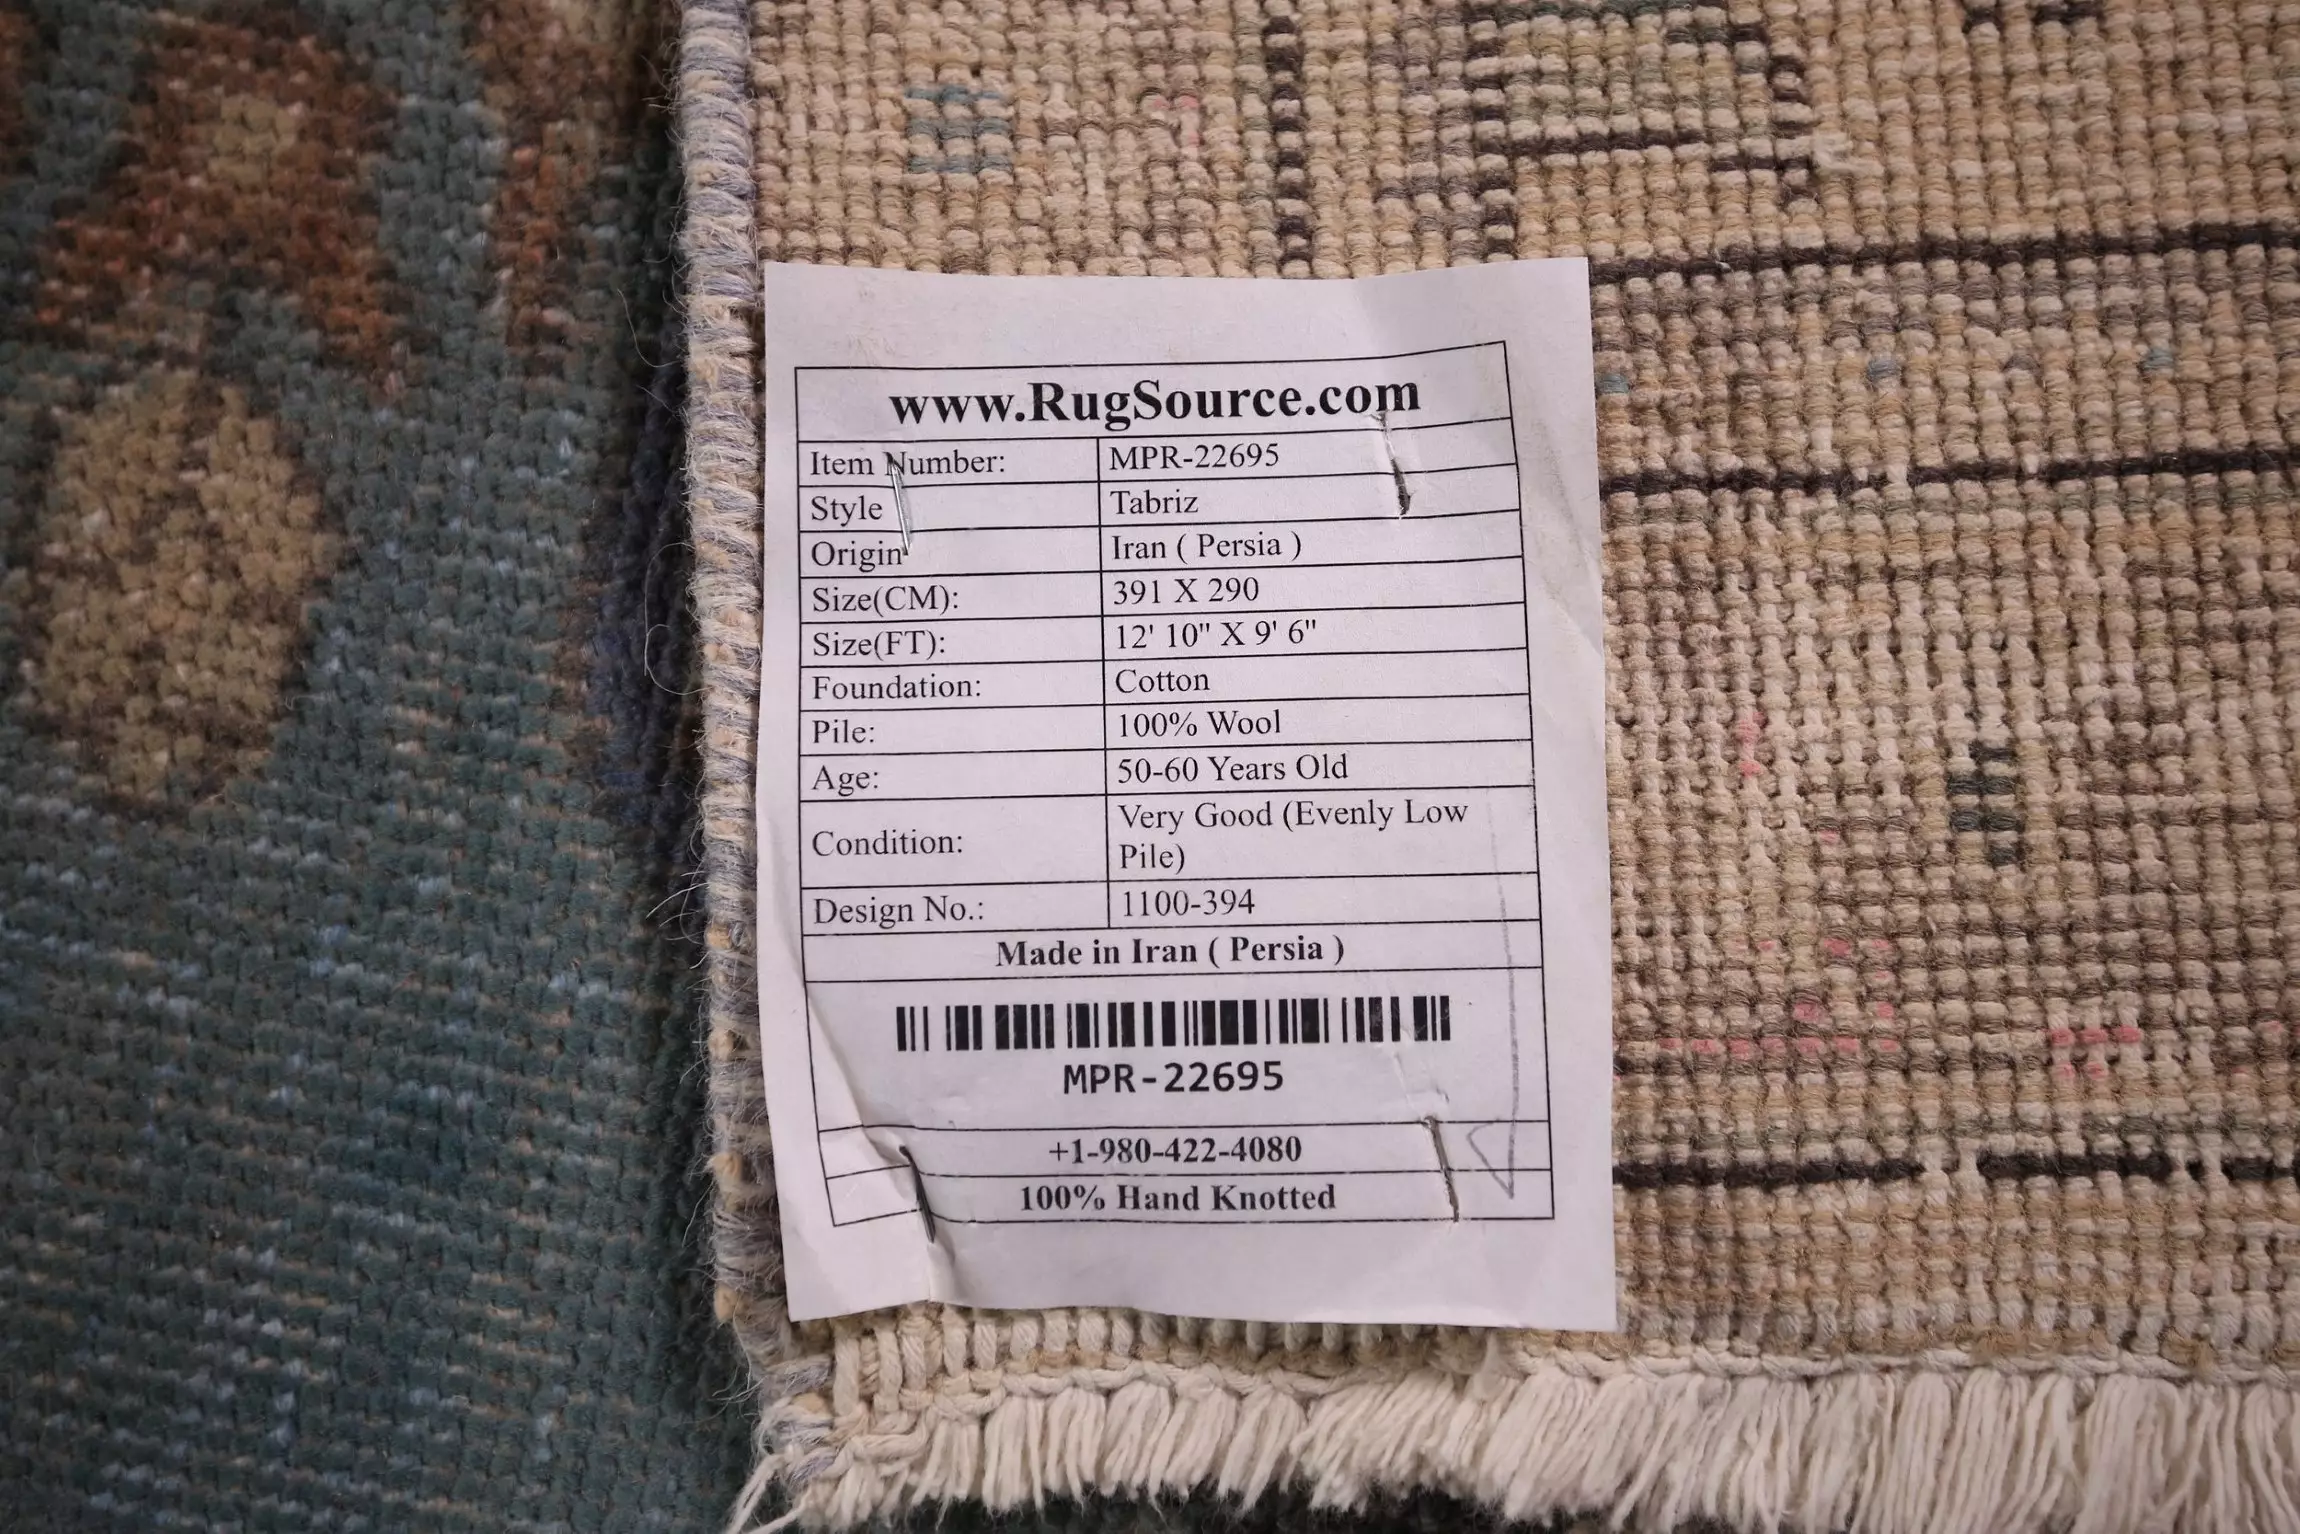 www.RugSource.com
Item Number: MPR-22695
Style Tabriz
Origin Iran ( Persia )
Size(CM): 391 X 290
Size(FT): 12' 10" X 9' 6"
Foundation: Cotton
Pile: 100% Wool
Age: 50-60 Years Old
Condition: Very Good (Evenly Low
Pile)
Design No.: 1100-394
Made in Iran ( Persia )
MPR-22695
+1-980-422-4080
100% Hand Knotted